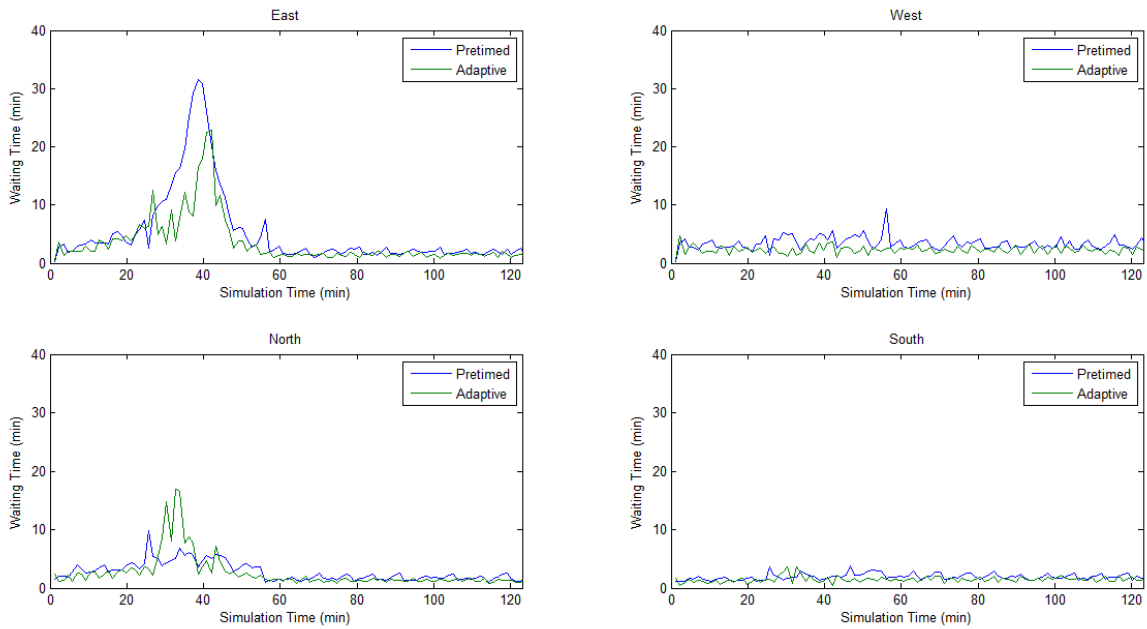 East
40
30
20
10
0
Waiting Time (min)
0 20 40 60 80 100 120
Simulation Time (min)
Pretimed
Adaptive
West
40
30
20
10
0
Waiting Time (min)
0 20 40 60 80 100 120
Simulation Time (min)
Pretimed
Adaptive
North
40
30
20
10
0
Waiting Time (min)
0 20 40 60 80 100 120
Simulation Time (min)
Pretimed
Adaptive
South
40
30
20
10
0
Waiting Time (min)
0 20 40 60 80 100 120
Simulation Time (min)
Pretimed
Adaptive